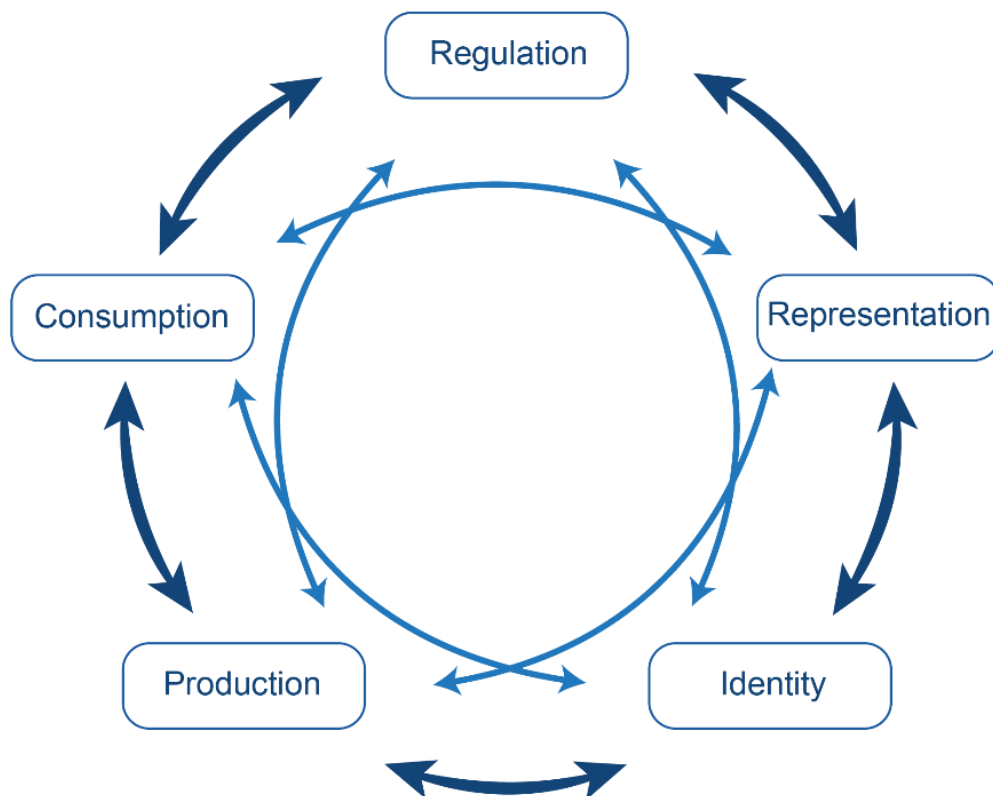 Regulation
Consumption
Representation
Production
Identity